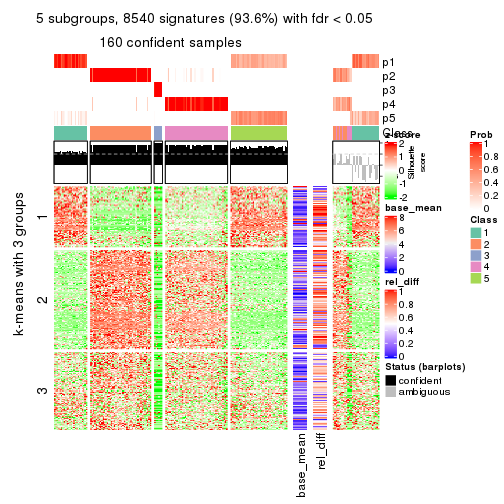 5 subgroups, 8540 signatures (93.6%) with fdr < 0.05
160 confident samples
p1
p2
p3
p4
p5
Class
Silhouette
score
1
2
3
k-means with 3 groups
base_mean
rel_diff
z-score
2
1
0
-1
-2
base_mean
8
6
4
2
0
rel_diff
1
0.8
0.6
0.4
0.2
0
Status (barplots)
confident
ambiguous
Prob
1
0.8
0.6
0.4
0.2
0
Class
1
2
3
4
5